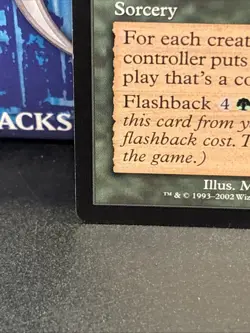 Sorcery
For each creat
controller puts
play that's a co
Flashback 4
this card from yo
flashback cost. T
the game.)
ACKS
Illus. M
™ & © 1993–2002 Wiz